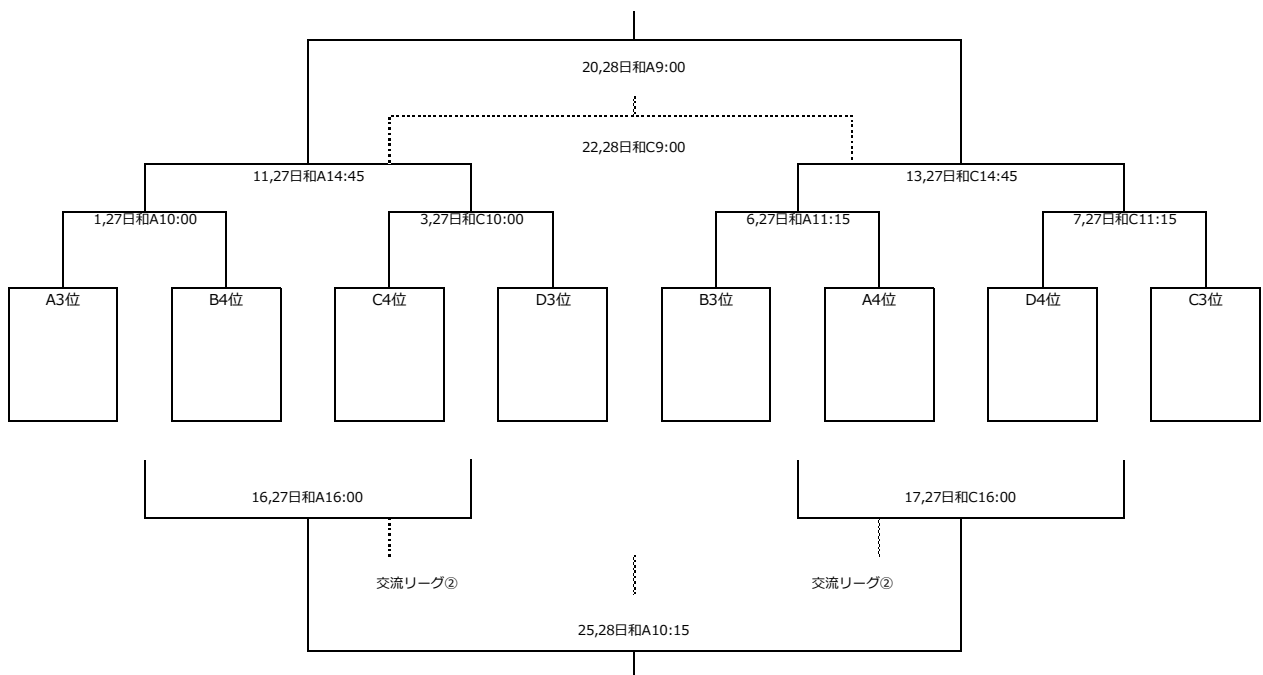 20,28日和A9:00
22,28日和C9:00
11,27日和A14:45
13,27日和C14:45
1,27日和A10:00
3,27日和C10:00
6,27日和A11:15
7,27日和C11:15
A3位
B4位
C4位
D3位
B3位
A4位
D4位
C3位
16,27日和A16:00
17,27日和C16:00
交流リーグ②
交流リーグ②
25,28日和A10:15